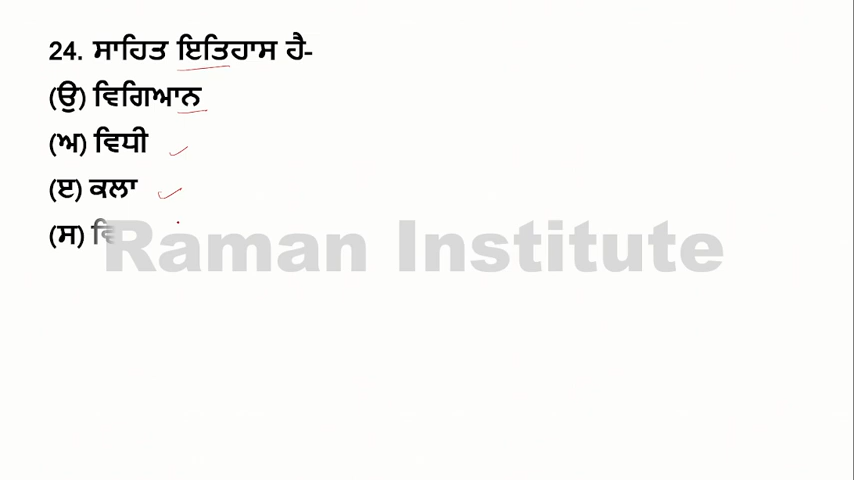 24. ਸਾਹਿਤ ਇਤਿਹਾਸ ਹੈ-
(ੳ) ਵਿਗਿਆਨ
(ਅ) ਵਿਧੀ
(ੲ) ਕਲਾ
(ਸ)
Raman Institute